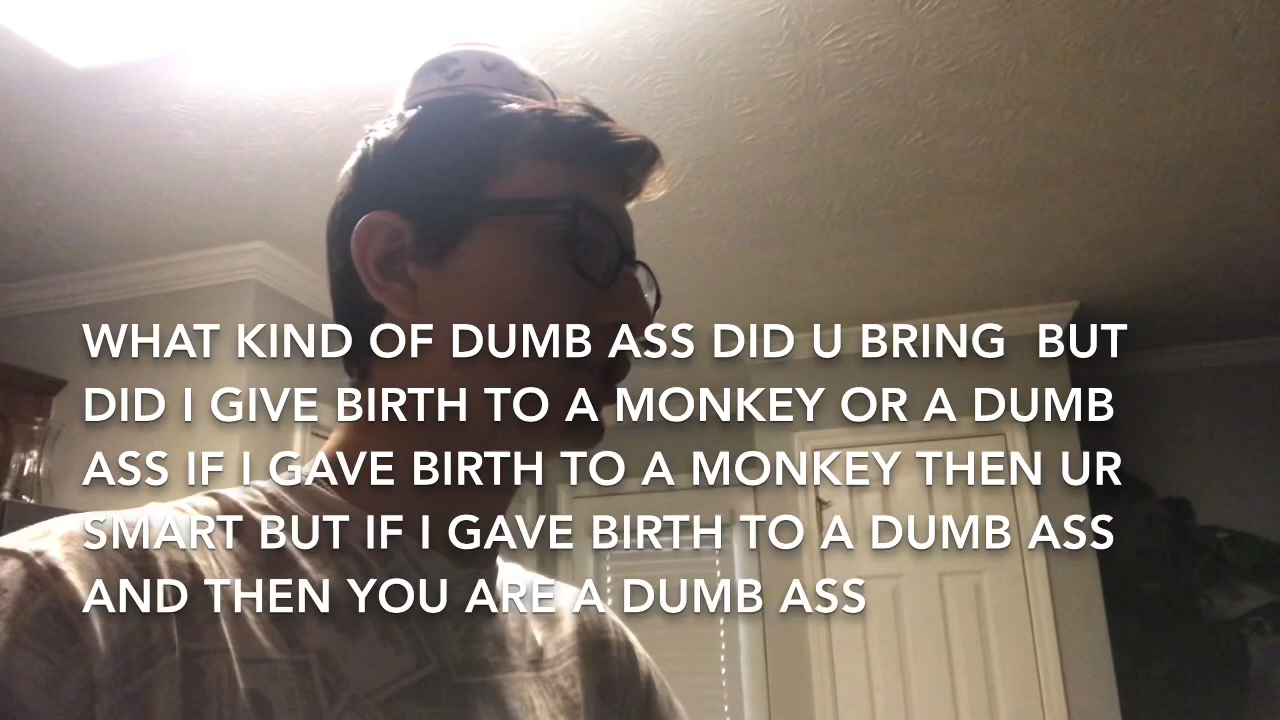 WHAT KIND OF DUMB ASS DID U BRING  BUT
DID I GIVE BIRTH TO A MONKEY OR A DUMB
ASS IF I GAVE BIRTH TO A MONKEY THEN UR
SMART BUT IF I GAVE BIRTH TO A DUMB ASS
AND THEN YOU ARE A DUMB ASS